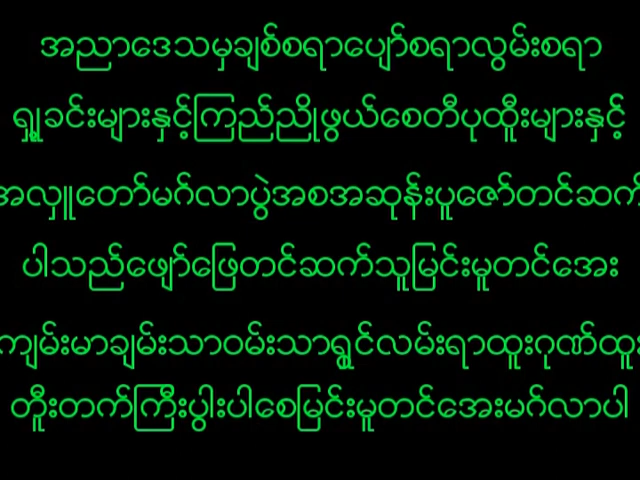 အညာဒေသမှချစ်စရာပျော်စရာလွမ်းစရာ
ရှု့ခင်းများနှင့်ကြည်ညိုဖွယ်စေတီပုထိူးများနှင့်
အလှူတော်မဂ်လာပွဲအစအဆုန်းပူဇော်တင်ဆက်
ပါသည်ဖျော်ဖြေတင်ဆက်သူမြင်းမူတင်အေး
ကျမ်းမာချမ်းသာဝမ်းသာရွှင်လမ်းရာထူးဂုဏ်ထူး
တိူးတက်ကြီးပွါးပါစေမြင်းမူတင်အေးမဂ်လာပါ